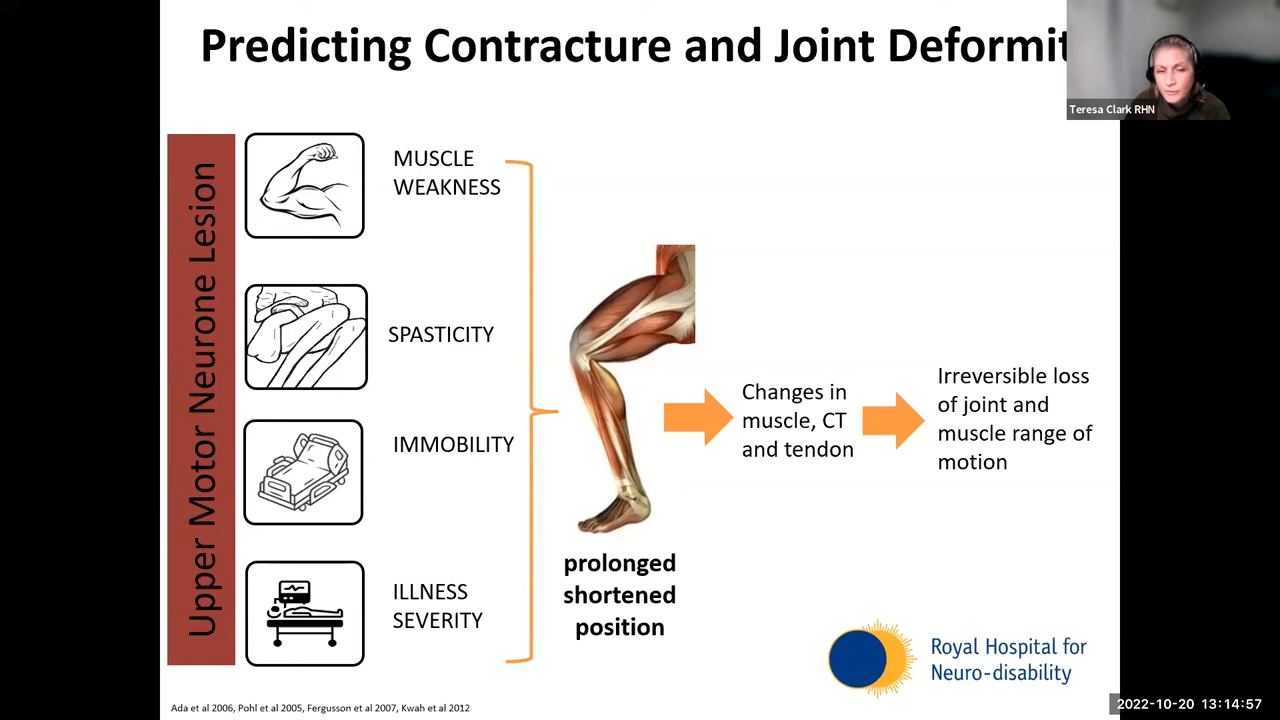 Predicting Contracture and Joint Deformit
Teresa Clark RHN
Upper Motor Neurone Lesion
MUSCLE
WEAKNESS
SPASTICITY
IMMOBILITY
ILLNESS
SEVERITY
prolonged
shortened
position
Changes in
muscle, CT
and tendon
Irreversible loss
of joint and
muscle range of
motion
Royal Hospital for
Neuro-disability
Ada et al 2006, Pohl et al 2005, Fergusson et al 2007, Kwah et al 2012
2022-10-20 13:14:57